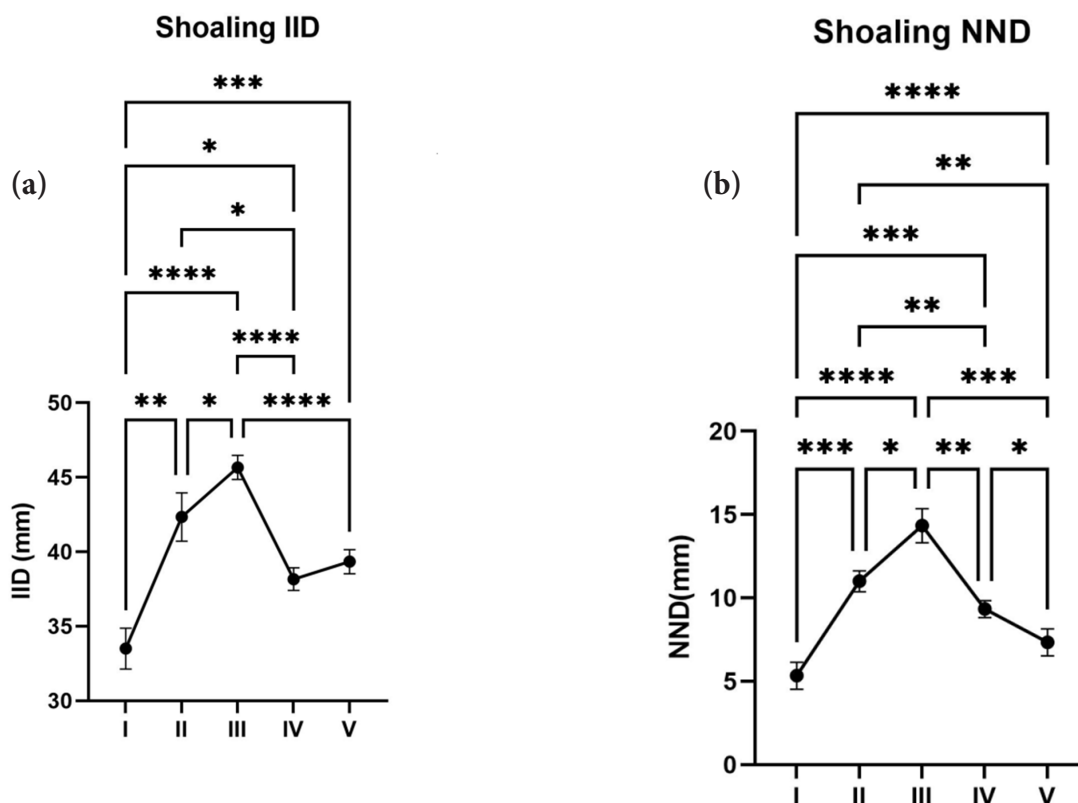 Shoaling IID
(a)
***
*
*
****
****
** * ****
50
45
40
35
30
IID (mm)
I II III IV V
Shoaling NND
(b)
****
**
***
**
**** ***
*** * ** *
20
15
10
5
0
NND(mm)
I II III IV V